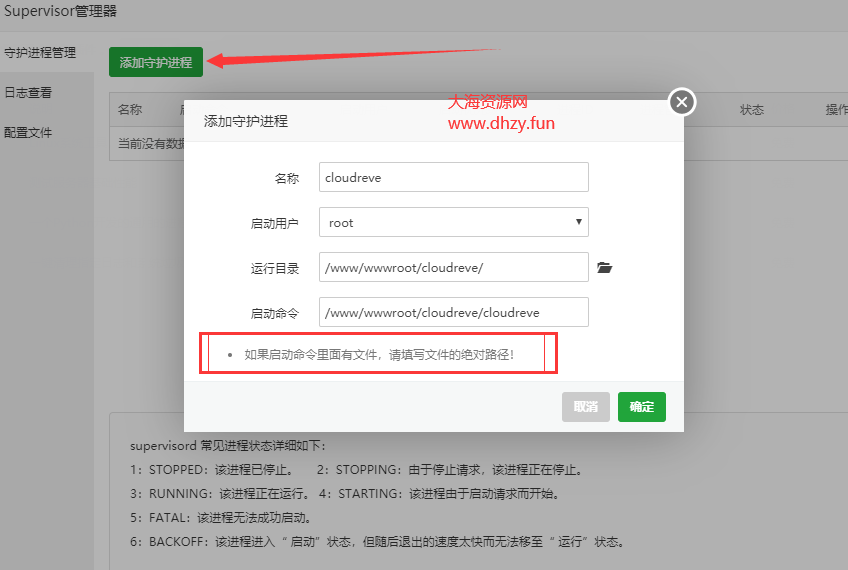 Supervisor管理器
守护进程管理
日志查看
配置文件
添加守护进程
名称
状态
操作
当前没有数据
大海资源网
www.dhzy.fun
添加守护进程
名称 cloudreve
启动用户 root
运行目录 /www/wwwroot/cloudreve/
启动命令 /www/wwwroot/cloudreve/cloudreve
• 如果启动命令里面有文件，请填写文件的绝对路径！
取消 确定
supervisord 常见进程状态详细如下：
1：STOPPED：该进程已停止。 2：STOPPING：由于停止请求，该进程正在停止。
3：RUNNING：该进程正在运行。 4：STARTING：该进程由于启动请求而开始。
5：FATAL：该进程无法成功启动。
6：BACKOFF：该进程进入“ 启动”状态，但随后退出的速度太快而无法移至“ 运行”状态。